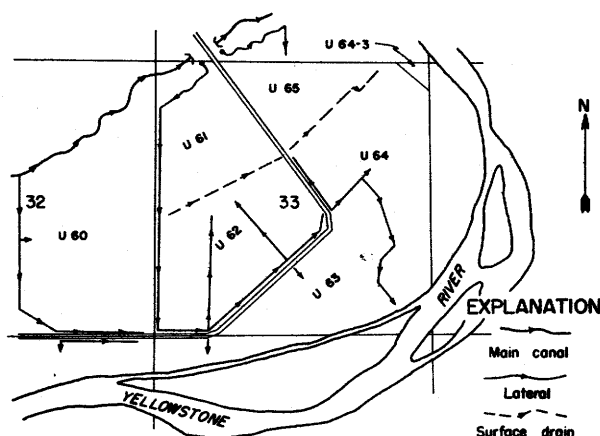 U 64-3
U 65
N
U 61
U 64
32
33
U 60
U 62
U 63
RIVER
EXPLANATION
Main canal
YELLOWSTONE
Lateral
Surface drain